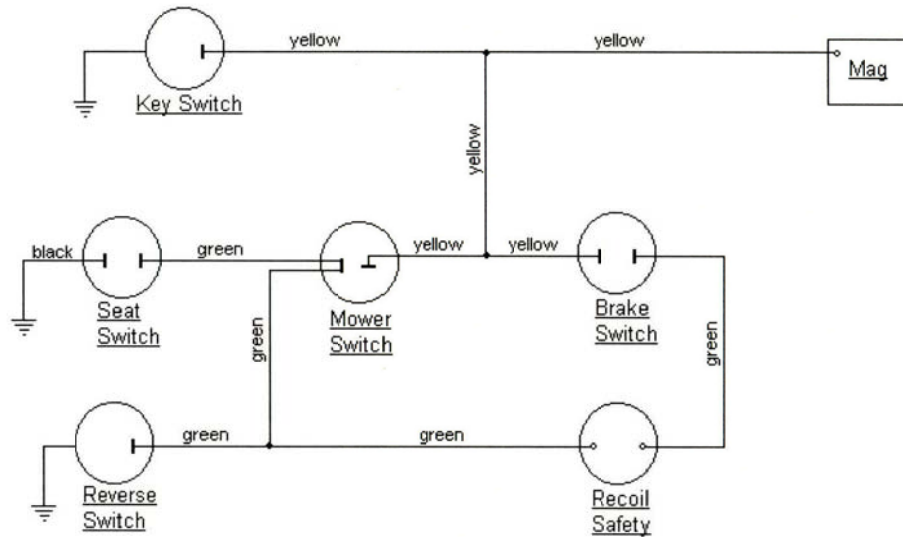 yellow
yellow
Mag
Key Switch
yellow
black
green
yellow
yellow
Seat
Switch
Mower
Switch
Brake
Switch
green
green
green
green
Reverse
Switch
Recoil
Safety